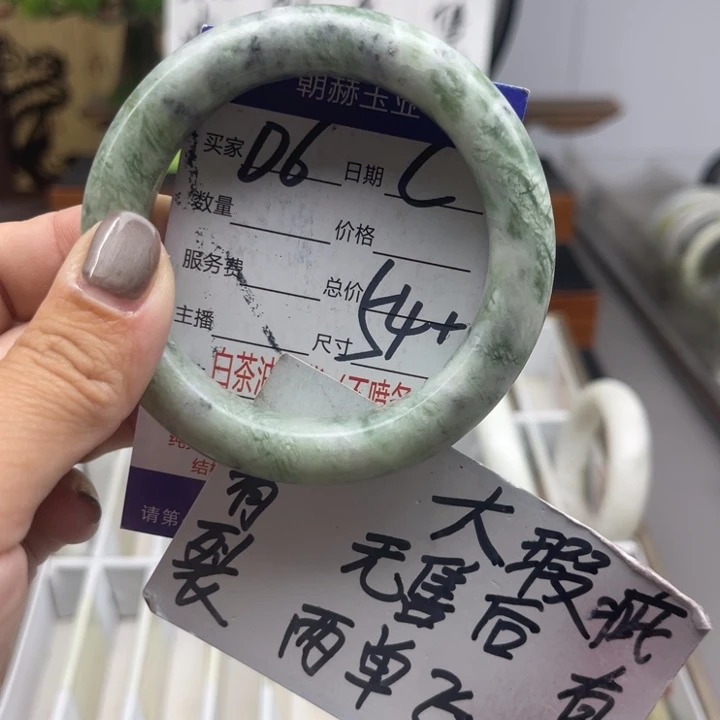 朝赫玉业
买家 D6 日期 C
数量 价格
服务费 总价
主播 尺寸 54+
白茶
请第
有裂
大瑕疵
无售后 有
两单